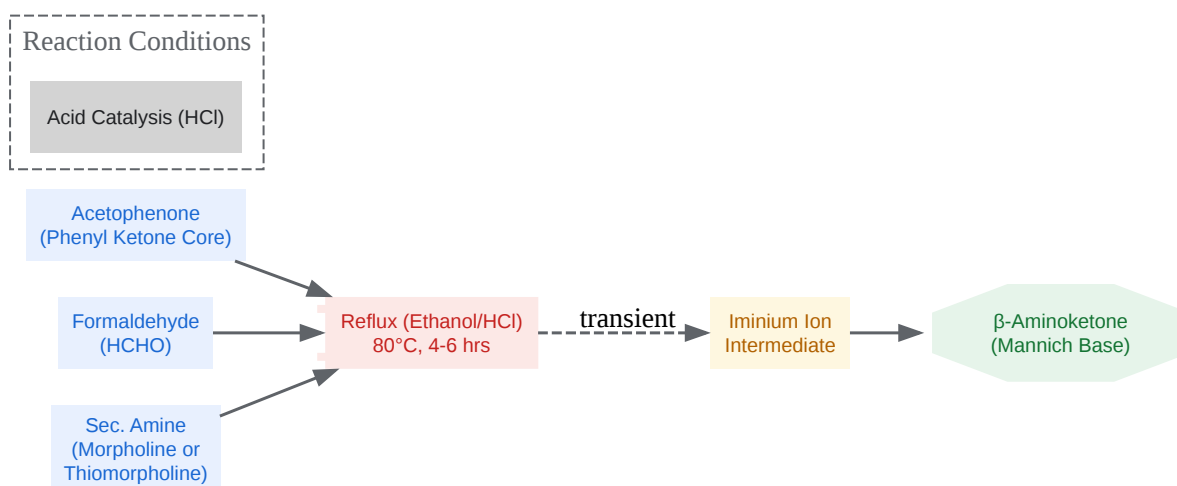 Reaction Conditions
Acid Catalysis (HCl)
Acetophenone
(Phenyl Ketone Core)
Formaldehyde
(HCHO)
Sec. Amine
(Morpholine or
Thiomorpholine)
Reflux (Ethanol/HCl)
80°C, 4-6 hrs
transient
Iminium Ion
Intermediate
β-Aminoketone
(Mannich Base)